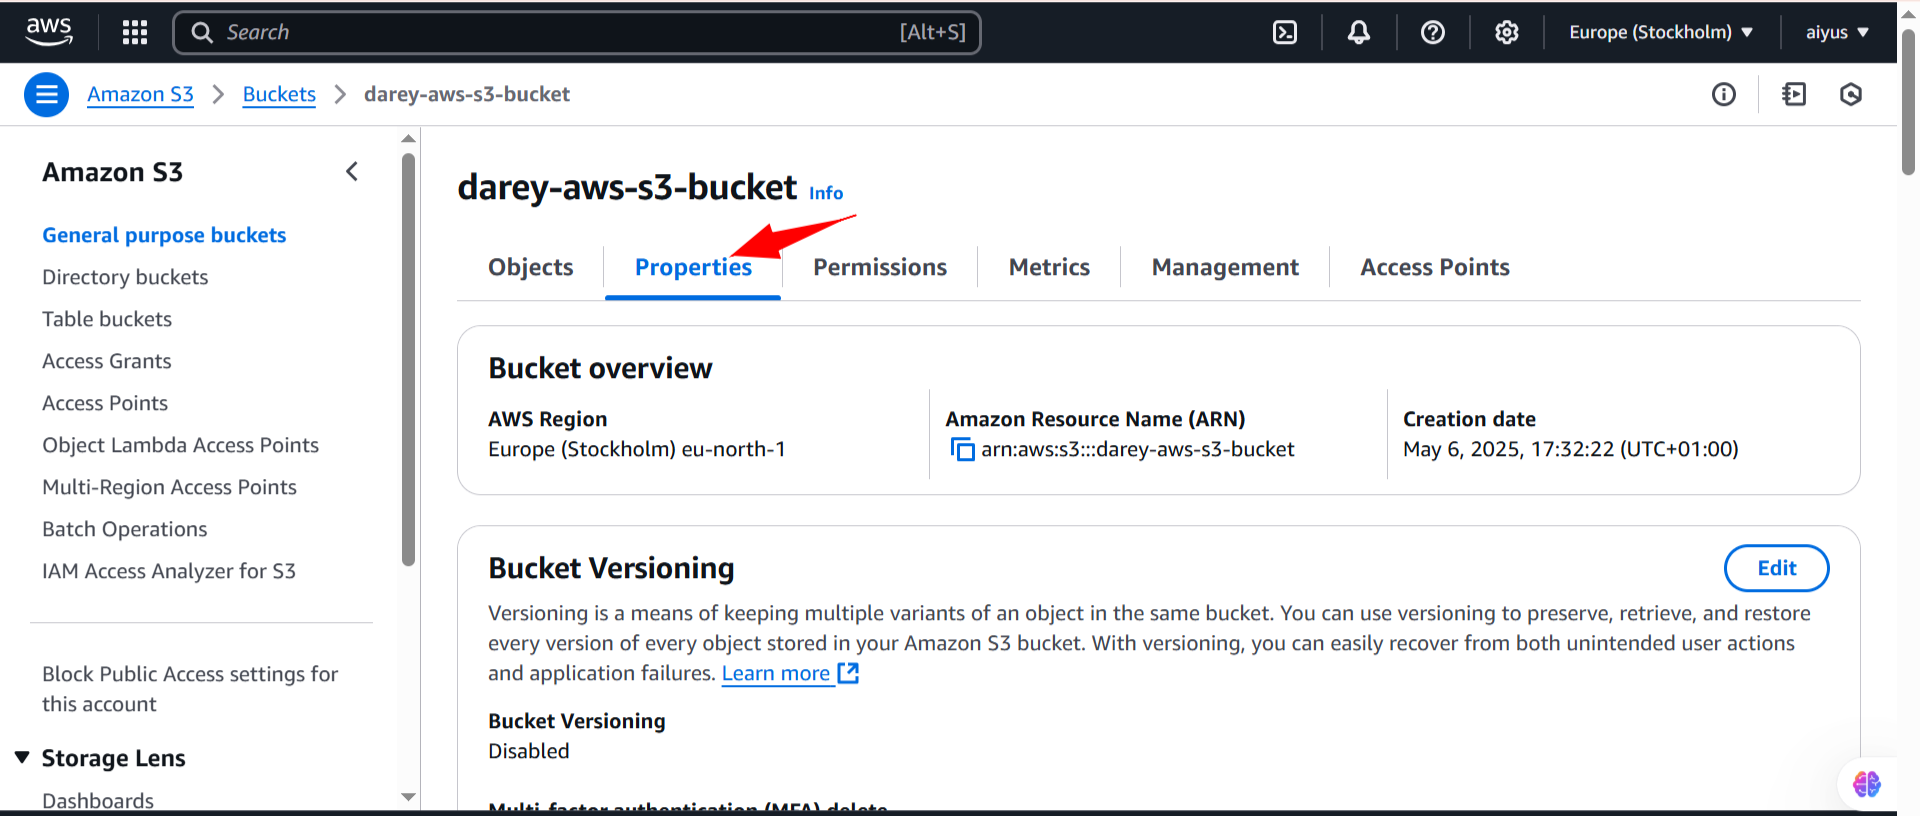 aws
Search
[Alt+S]
Europe (Stockholm)
aiyus
Amazon S3
Buckets
darey-aws-s3-bucket
Amazon S3
General purpose buckets
Directory buckets
Table buckets
Access Grants
Access Points
Object Lambda Access Points
Multi-Region Access Points
Batch Operations
IAM Access Analyzer for S3
Block Public Access settings for
this account
Storage Lens
Dashboards
darey-aws-s3-bucket Info
Objects
Properties
Permissions
Metrics
Management
Access Points
Bucket overview
AWS Region
Europe (Stockholm) eu-north-1
Amazon Resource Name (ARN)
arn:aws:s3:::darey-aws-s3-bucket
Creation date
May 6, 2025, 17:32:22 (UTC+01:00)
Bucket Versioning
Edit
Versioning is a means of keeping multiple variants of an object in the same bucket. You can use versioning to preserve, retrieve, and restore
every version of every object stored in your Amazon S3 bucket. With versioning, you can easily recover from both unintended user actions
and application failures. Learn more
Bucket Versioning
Disabled
Multi-factor authentication (MFA) delete